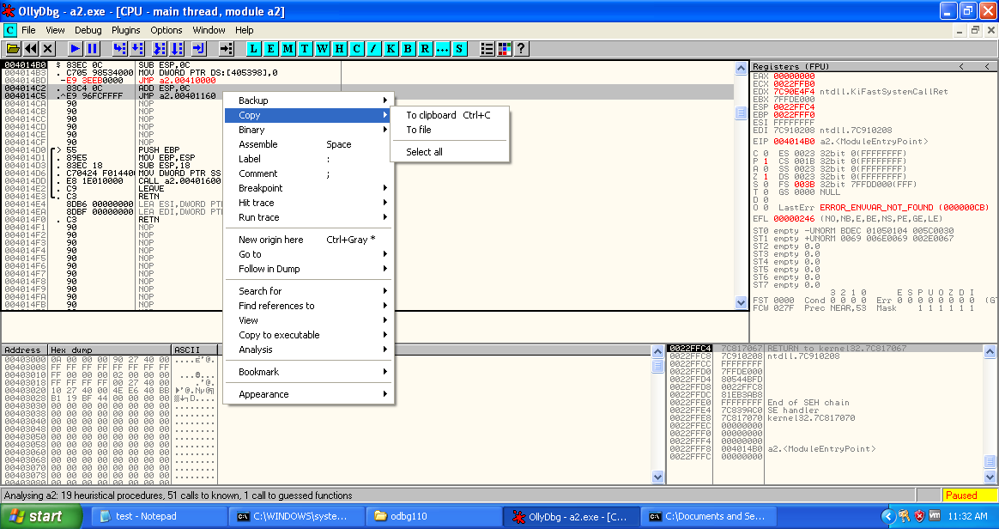 OllyDbg - a2.exe - [CPU - main thread, module a2]
C File View Debug Plugins Options Window Help
L E M T W H C / K B R ... S ?
004014B0 $ 83EC 0C SUB ESP,0C
004014B3 . C705 98534000 MOV DWORD PTR DS:[405398],0
004014BD -E9 3EEB0000 JMP a2.00410000
004014C2 . 83C4 0C ADD ESP,0C
004014C5 .^E9 96FCFFFF JMP a2.00401160
004014CA 90 NOP
004014CB 90 NOP
004014CC 90 NOP
004014CD 90 NOP
004014CE 90 NOP
004014CF 90 NOP
004014D0 > 55 PUSH EBP
004014D1 . 89E5 MOV EBP,ESP
004014D3 . 83EC 18 SUB ESP,18
004014D6 . C70424 F01440 MOV DWORD PTR SS
004014DD . E8 1E010000 CALL a2.00401600
004014E2 . C9 LEAVE
004014E3 . C3 RETN
004014E4 8DB6 00000000 LEA ESI,DWORD PT
004014EA 8DBF 00000000 LEA EDI,DWORD PT
004014F0 . C3 RETN
004014F1 90 NOP
004014F2 90 NOP
004014F3 90 NOP
004014F4 90 NOP
004014F5 90 NOP
004014F6 90 NOP
004014F7 90 NOP
004014F8 90 NOP
004014F9 90 NOP
004014FA 90 NOP
004014FB 90 NOP
Backup
Copy
Binary
Assemble Space
Label :
Comment ;
Breakpoint
Hit trace
Run trace
New origin here Ctrl+Gray *
Go to
Follow in Dump
Search for
Find references to
View
Copy to executable
Analysis
Bookmark
Appearance
To clipboard Ctrl+C
To file
Select all
Registers (FPU) < <
EAX 00000000
ECX 0022FFB0
EDX 7C90E4F4 ntdll.KiFastSystemCallRet
EBX 7FFDE000
ESP 0022FFC4
EBP 0022FFF0
ESI FFFFFFFF
EDI 7C910208 ntdll.7C910208
EIP 004014B0 a2.<ModuleEntryPoint>
C 0 ES 0023 32bit 0(FFFFFFFF)
P 1 CS 001B 32bit 0(FFFFFFFF)
A 0 SS 0023 32bit 0(FFFFFFFF)
Z 1 DS 0023 32bit 0(FFFFFFFF)
S 0 FS 003B 32bit 7FFDD000(FFF)
T 0 GS 0000 NULL
D 0
O 0 LastErr ERROR_ENVVAR_NOT_FOUND (000000CB)
EFL 00000246 (NO,NB,E,BE,NS,PE,GE,LE)
ST0 empty -UNORM BDEC 01050104 005C0030
ST1 empty +UNORM 0069 006E0069 002E0067
ST2 empty 0.0
ST3 empty 0.0
ST4 empty 0.0
ST5 empty 0.0
ST6 empty 0.0
ST7 empty 0.0
3 2 1 0 E S P U O Z D I
FST 0000 Cond 0 0 0 0 Err 0 0 0 0 0 0 0 0 (GT
FCW 027F Prec NEAR,53 Mask 1 1 1 1 1 1
Address Hex dump ASCII
00403000 0A 00 00 00 90 27 40 00
00403008 FF 00 00 00 00 00 00 00
00403010 FF 00 00 00 02 00 00 00
00403018 FF FF FF FF 00 27 40 00
00403020 10 27 40 00 4E E6 40 BB
00403028 B1 19 BF 44 00 00 00 00
00403030 00 00 00 00 00 00 00 00 ........
00403038 00 00 00 00 00 00 00 00 ........
00403040 00 00 00 00 00 00 00 00 ........
00403048 00 00 00 00 00 00 00 00 ........
00403050 00 00 00 00 00 00 00 00 ........
00403058 00 00 00 00 00 00 00 00 ........
00403060 00 00 00 00 00 00 00 00 ........
00403068 00 00 00 00 00 00 00 00 ........
00403070 00 00 00 00 00 00 00 00 ........
00403078 00 00 00 00 00 00 00 00 ........
00403080 00 00 00 00 00 00 00 00 ........
0022FFC4 7C817067 RETURN to kernel32.7C817067
0022FFC8 7C910208 ntdll.7C910208
0022FFCC FFFFFFFF
0022FFD0 7FFDE000
0022FFD4 80544BFD
0022FFD8 0022FFC8
0022FFDC 81EB3AB8
0022FFE0 FFFFFFFF End of SEH chain
0022FFE4 7C839AC0 SE handler
0022FFE8 7C817070 kernel32.7C817070
0022FFEC 00000000
0022FFF0 00000000
0022FFF4 00000000
0022FFF8 004014B0 a2.<ModuleEntryPoint>
0022FFFC 00000000
Analysing a2: 19 heuristical procedures, 51 calls to known, 1 call to guessed functions
Paused
start
test - Notepad
C:\WINDOWS\syste...
odbg110
OllyDbg - a2.exe - [C...
C:\Documents and Se...
11:32 AM